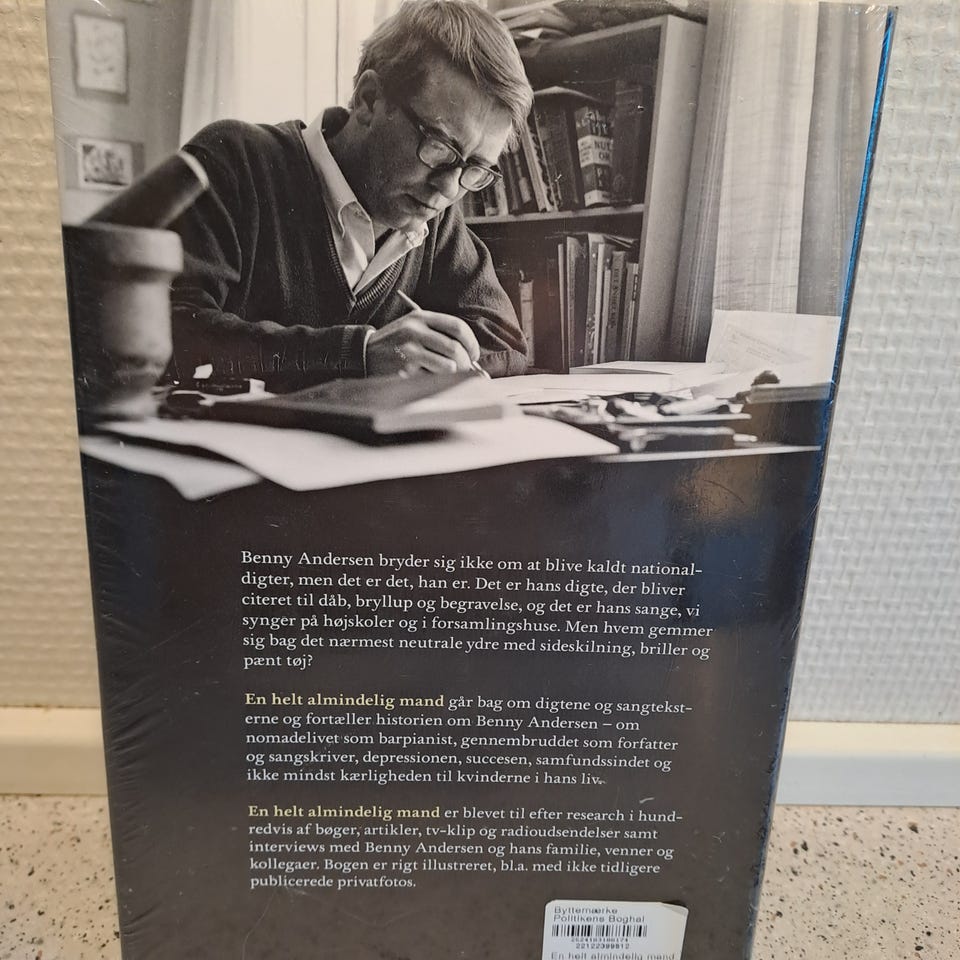 Benny Andersen bryder sig ikke om at blive kaldt national-
digter, men det er det, han er. Det er hans digte, der bliver
citeret til dåb, bryllup og begravelse, og det er hans sange, vi
synger på højskoler og i forsamlingshuse. Men hvem gemmer
sig bag det nærmest neutrale ydre med sideskilning, briller og
pænt tøj?
En helt almindelig mand går bag om digtene og sangtekst-
erne og fortæller historien om Benny Andersen – om
nomadelivet som barpianist, gennembruddet som forfatter
og sangskriver, depressionen, succesen, samfundssindet og
ikke mindst kærligheden til kvinderne i hans liv.
En helt almindelig mand er blevet til efter research i hund-
redvis af bøger, artikler, tv-klip og radioudsendelser samt
interviews med Benny Andersen og hans familie, venner og
kollegaer. Bogen er rigt illustreret, bl.a. med ikke tidligere
publicerede privatfotos.
Byttemærke
Politikens Boghal
2624183186174
22122399912
En helt almindelig mand